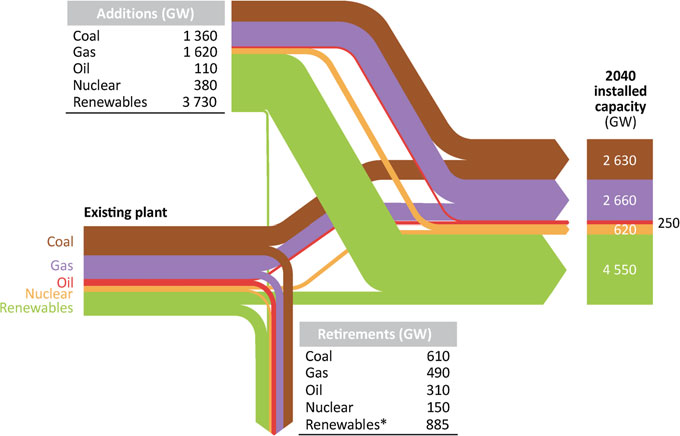 Additions (GW)
Coal 1 360
Gas 1 620
Oil 110
Nuclear 380
Renewables 3 730
2040
installed
capacity
(GW)
2 630
2 660
250
620
4 550
Existing plant
Coal
Gas
Oil
Nuclear
Renewables
Retirements (GW)
Coal 610
Gas 490
Oil 310
Nuclear 150
Renewables* 885